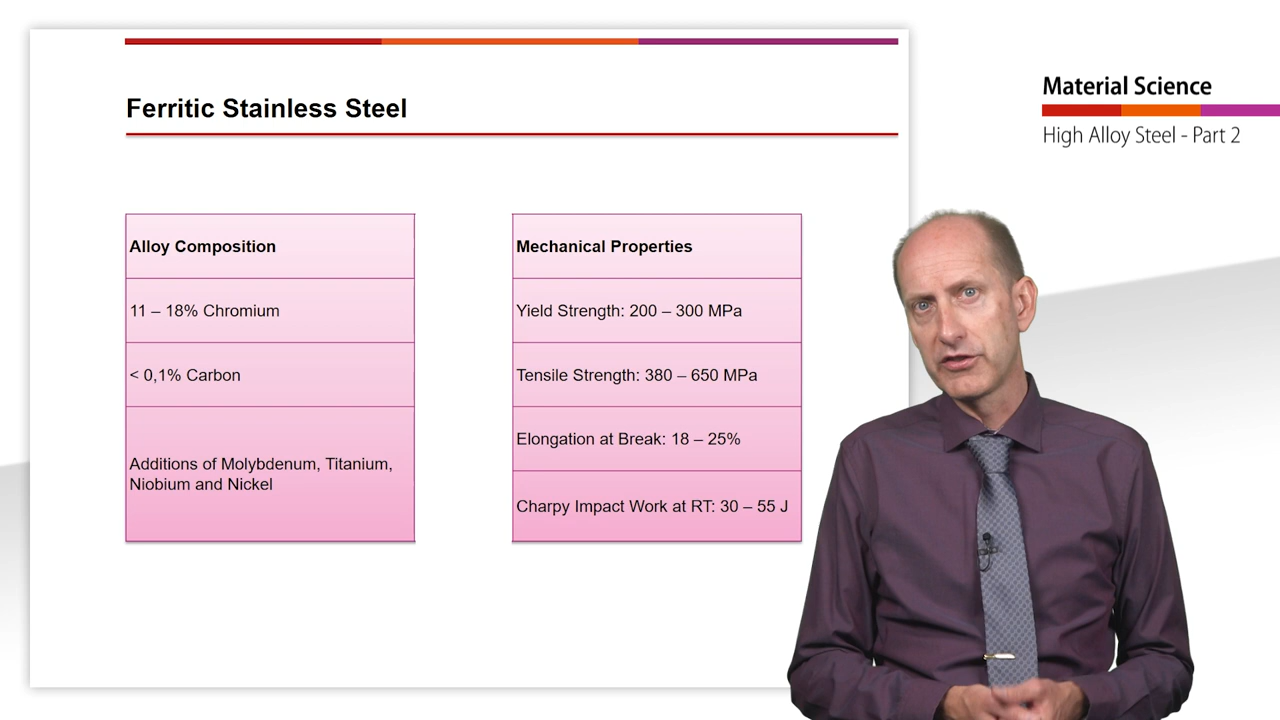 Ferritic Stainless Steel
Alloy Composition
11 – 18% Chromium
< 0,1% Carbon
Additions of Molybdenum, Titanium,
Niobium and Nickel
Mechanical Properties
Yield Strength: 200 – 300 MPa
Tensile Strength: 380 – 650 MPa
Elongation at Break: 18 – 25%
Charpy Impact Work at RT: 30 – 55 J
Material Science
High Alloy Steel - Part 2